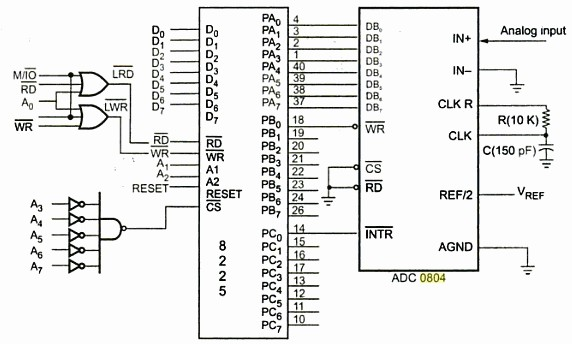 M/IO
RD
A0
WR
LRD
LWR
D0
D1
D2
D3
D4
D5
D6
D7
RD
WR
A1
A2
RESET
A3
A4
A5
A6
A7
D0
D1
D2
D3
D4
D5
D6
D7
RD
WR
A1
A2
RESET
CS
8
2
2
5
PA0 4
PA1 3
PA2 2
PA3 1
PA4 40
PA5 39
PA6 38
PA7 37
PB0 18
PB1 19
PB2 20
PB3 21
PB4 22
PB5 23
PB6 24
PB7 26
PC0 14
PC1 15
PC2 16
PC3 17
PC4 13
PC5 12
PC6 11
PC7 10
DB0
DB1
DB2
DB3
DB4
DB5
DB6
DB7
WR
CS
RD
INTR
IN+
IN–
CLK R
CLK
REF/2
AGND
ADC 0804
Analog input
R(10 K)
C(150 pF)
VREF